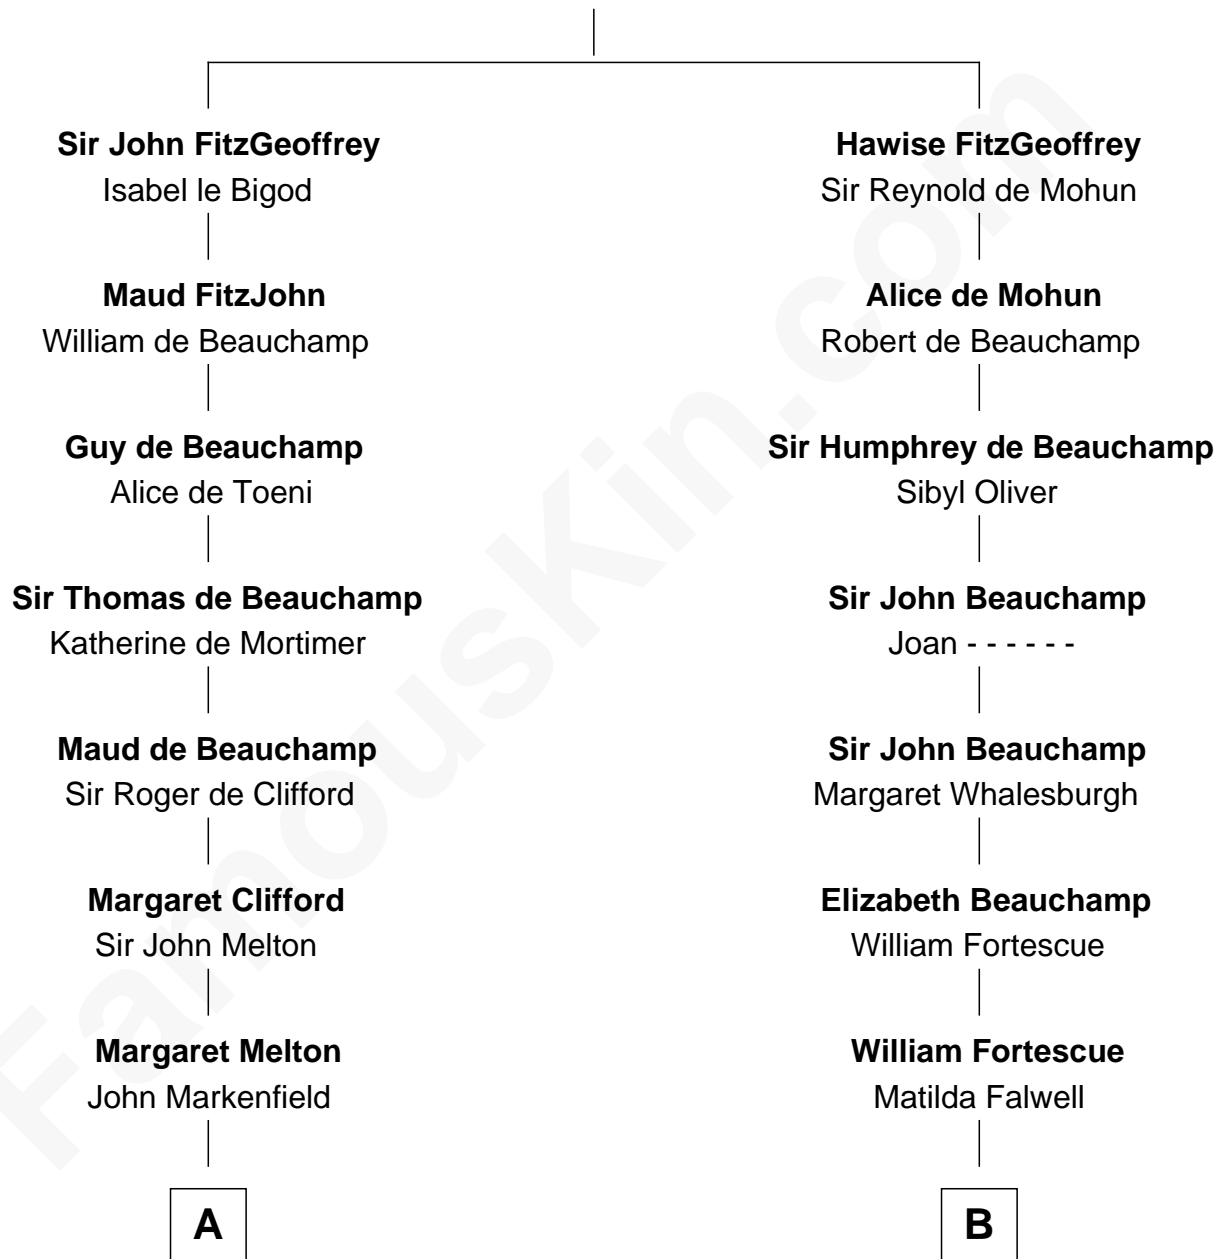 Sir John FitzGeoffrey
Isabel le Bigod
Maud FitzJohn
William de Beauchamp
Guy de Beauchamp
Alice de Toeni
Sir Thomas de Beauchamp
Katherine de Mortimer
Maud de Beauchamp
Sir Roger de Clifford
Margaret Clifford
Sir John Melton
Margaret Melton
John Markenfield
A
Hawise FitzGeoffrey
Sir Reynold de Mohun
Alice de Mohun
Robert de Beauchamp
Sir Humphrey de Beauchamp
Sibyl Oliver
Sir John Beauchamp
Joan - - - - - -
Sir John Beauchamp
Margaret Whalesburgh
Elizabeth Beauchamp
William Fortescue
William Fortescue
Matilda Falwell
B
FamousKin.com